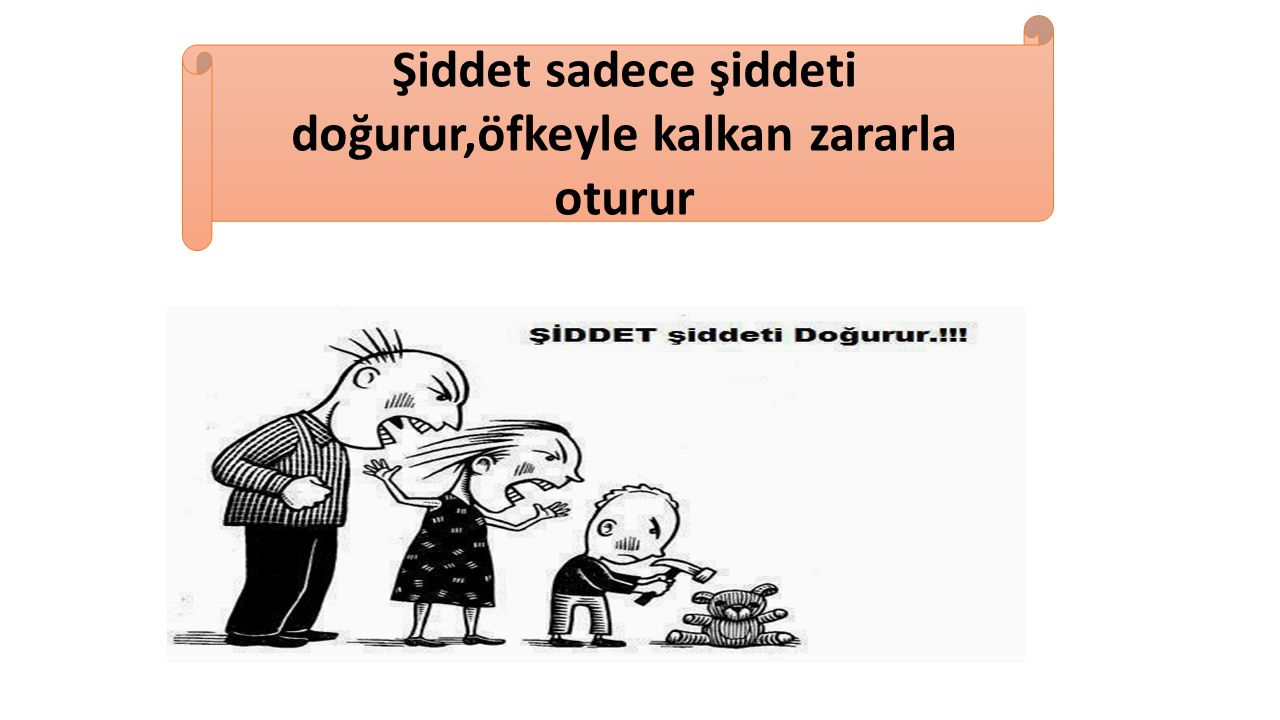 Şiddet sadece şiddeti
doğurur,öfkeyle kalkan zararla
oturur
ŞİDDET şiddeti Doğurur.!!!